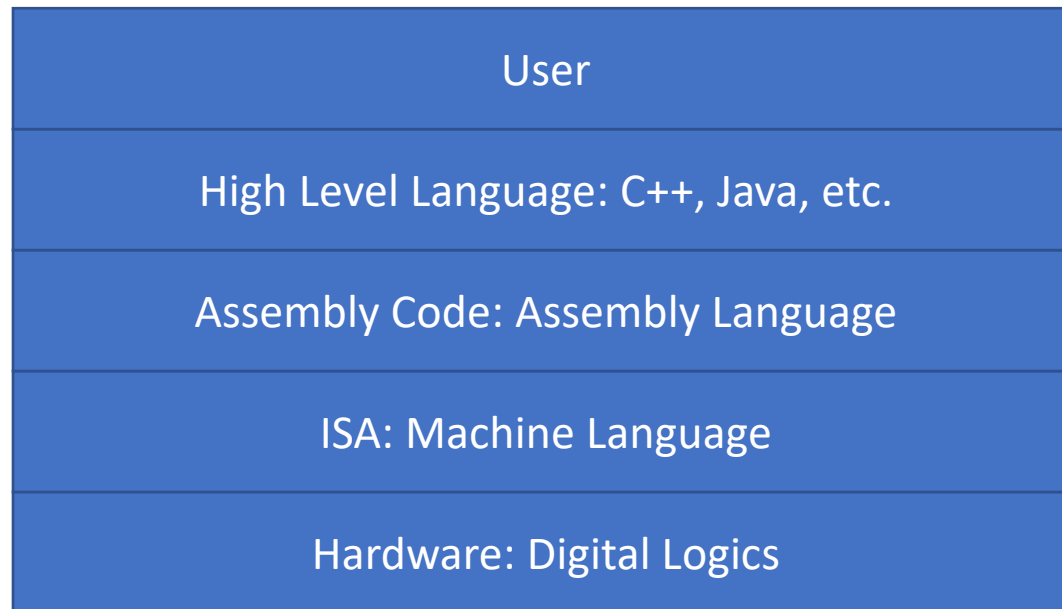 User
High Level Language: C++, Java, etc.
Assembly Code: Assembly Language
ISA: Machine Language
Hardware: Digital Logics